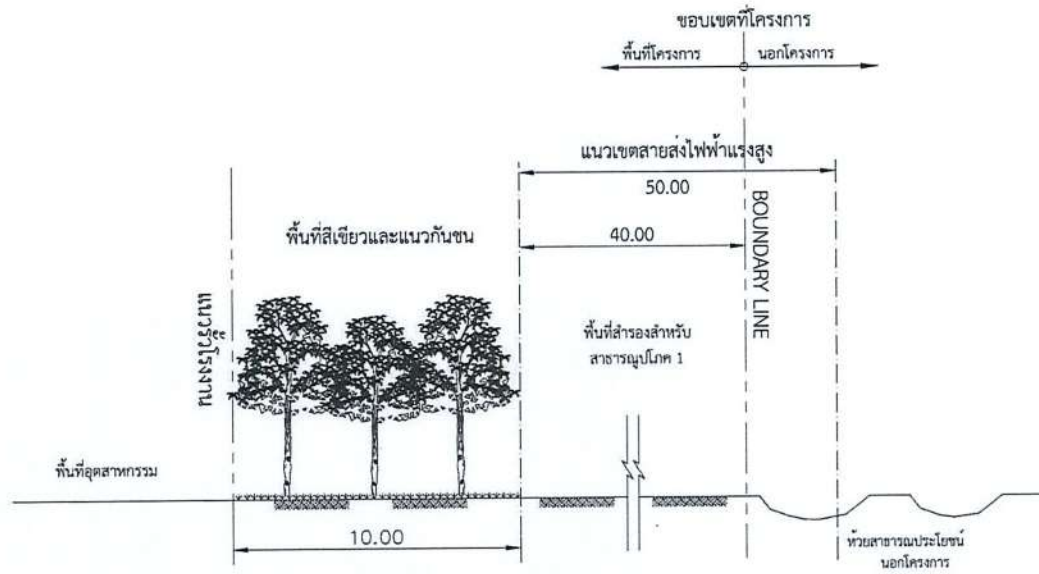 ขอบเขตที่โครงการ
พื้นที่โครงการ
นอกโครงการ
แนวเขตสายส่งไฟฟ้าแรงสูง
50.00
BOUNDARY LINE
พื้นที่สีเขียวและแนวกันชน
40.00
แนวรั้วโรงงาน
พื้นที่สำรองสำหรับ
สาธารณูปโภค 1
พื้นที่อุตสาหกรรม
10.00
ห้วยสาธารณประโยชน์
นอกโครงการ